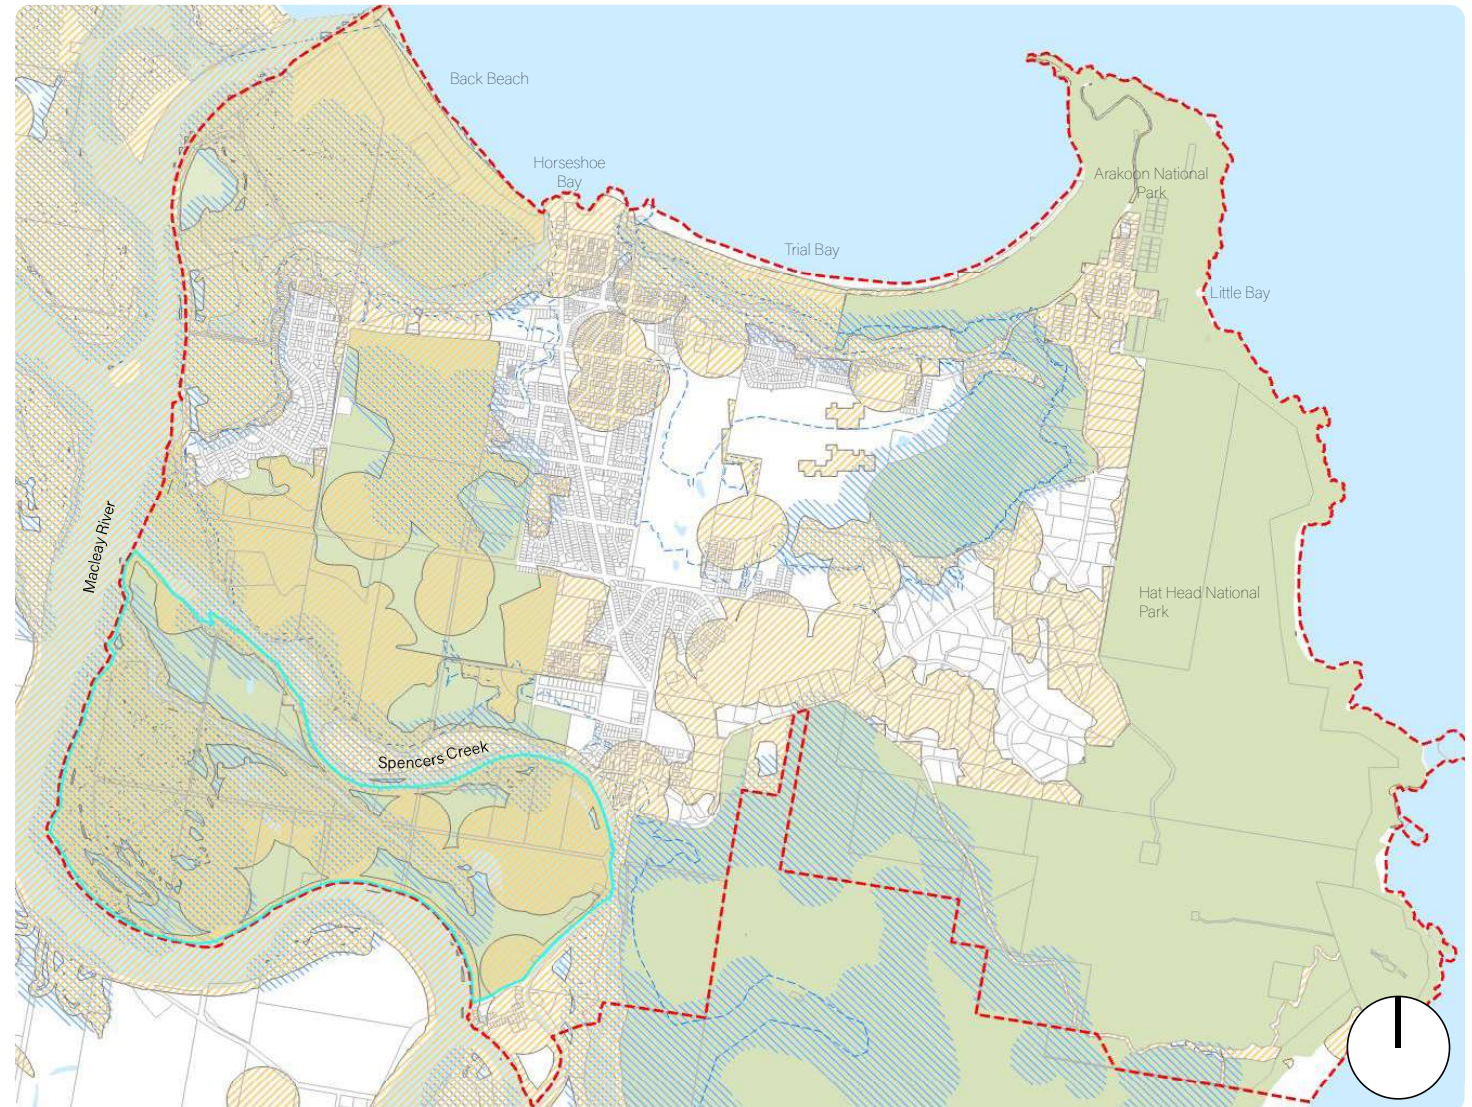 Back Beach
Horseshoe
Bay
Arakoon National
Park
Trial Bay
Little Bay
Macleay River
Hat Head National
Park
Spencers Creek